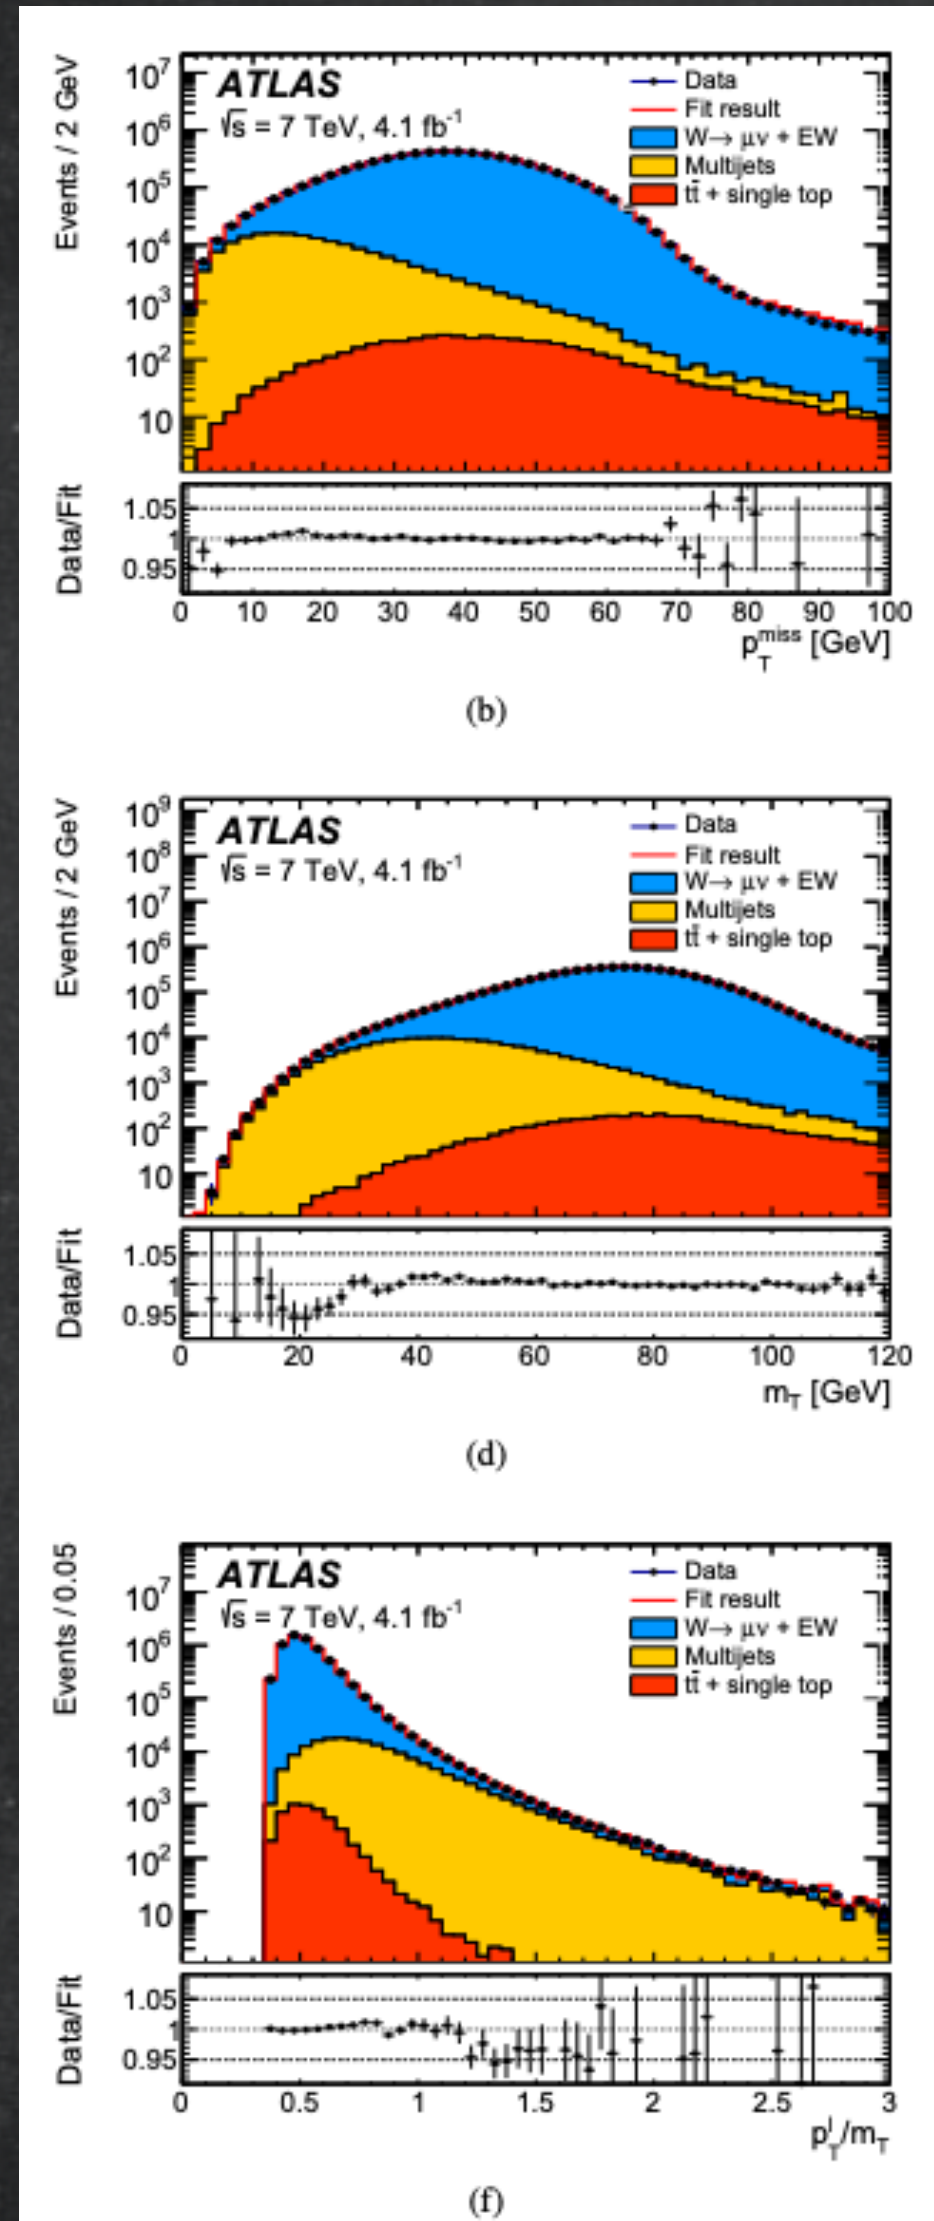 Events / 2 GeV
10⁷
10⁶
10⁵
10⁴
10³
10²
10
ATLAS
√s = 7 TeV, 4.1 fb⁻¹
Data
Fit result
W→ μν + EW
Multijets
tt̄ + single top
Data/Fit
1.05
1
0.95
0 10 20 30 40 50 60 70 80 90 100
p_T^miss [GeV]
(b)
Events / 2 GeV
10⁹
10⁸
10⁷
10⁶
10⁵
10⁴
10³
10²
10
ATLAS
√s = 7 TeV, 4.1 fb⁻¹
Data
Fit result
W→ μν + EW
Multijets
tt̄ + single top
Data/Fit
1.05
1
0.95
0 20 40 60 80 100 120
m_T [GeV]
(d)
Events / 0.05
10⁷
10⁶
10⁵
10⁴
10³
10²
10
ATLAS
√s = 7 TeV, 4.1 fb⁻¹
Data
Fit result
W→ μν + EW
Multijets
tt̄ + single top
Data/Fit
1.05
1
0.95
0 0.5 1 1.5 2 2.5 3
p_T^l/m_T
(f)